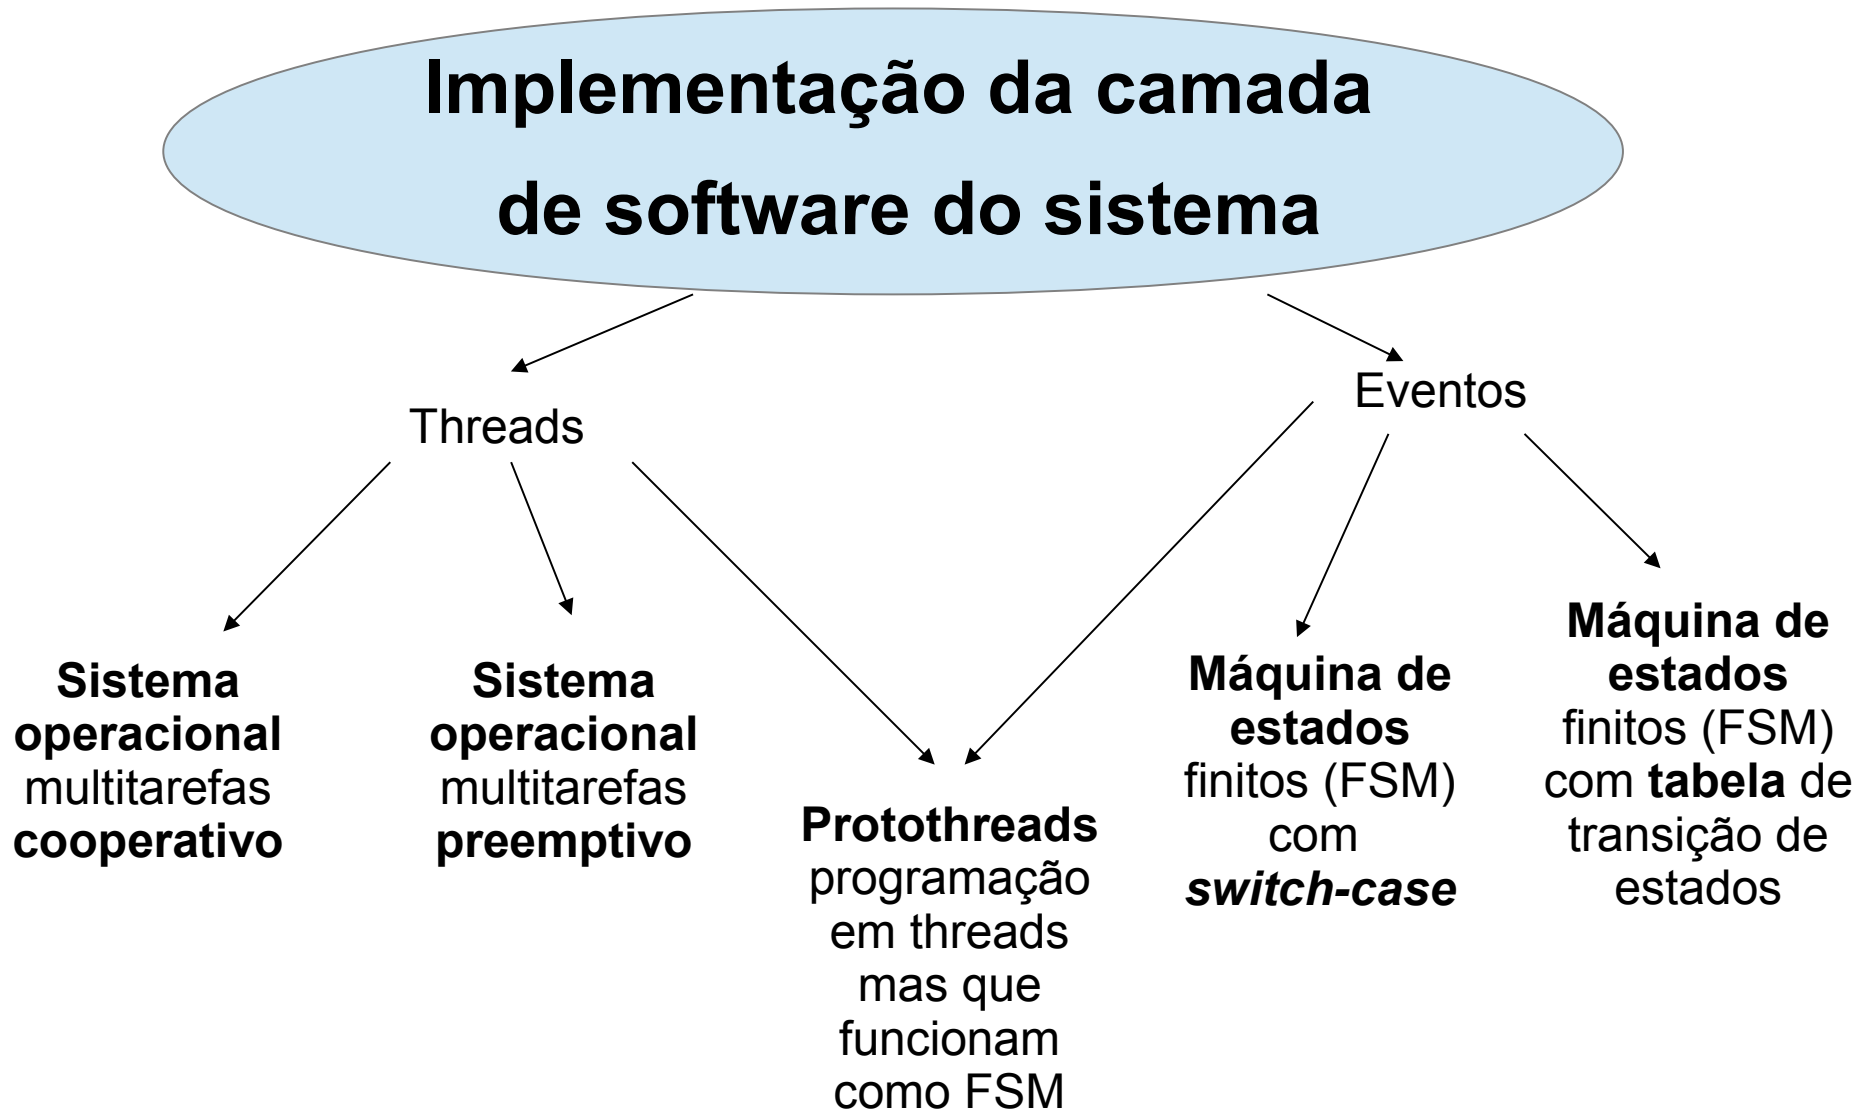 Implementação da camada
de software do sistema
Threads
Eventos
Sistema
operacional
multitarefas
cooperativo
Sistema
operacional
multitarefas
preemptivo
Protothreads
programação
em threads
mas que
funcionam
como FSM
Máquina de
estados
finitos (FSM)
com
switch-case
Máquina de
estados
finitos (FSM)
com tabela de
transição de
estados